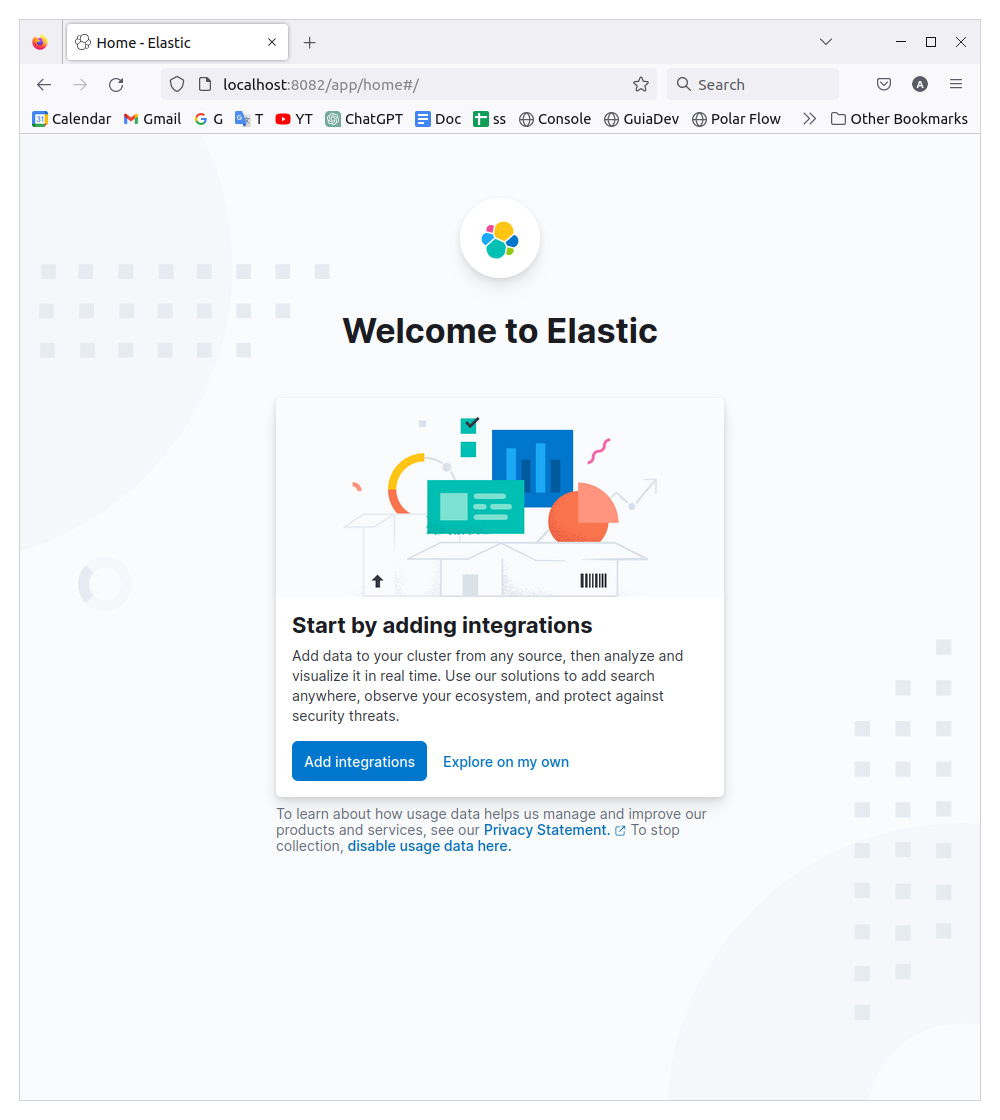 Home - Elastic
localhost:8082/app/home#/
Search
A
31 Calendar Gmail G T YT ChatGPT Doc ss Console GuiaDev Polar Flow Other Bookmarks
Welcome to Elastic
Start by adding integrations
Add data to your cluster from any source, then analyze and
visualize it in real time. Use our solutions to add search
anywhere, observe your ecosystem, and protect against
security threats.
Add integrations Explore on my own
To learn about how usage data helps us manage and improve our
products and services, see our Privacy Statement. To stop
collection, disable usage data here.